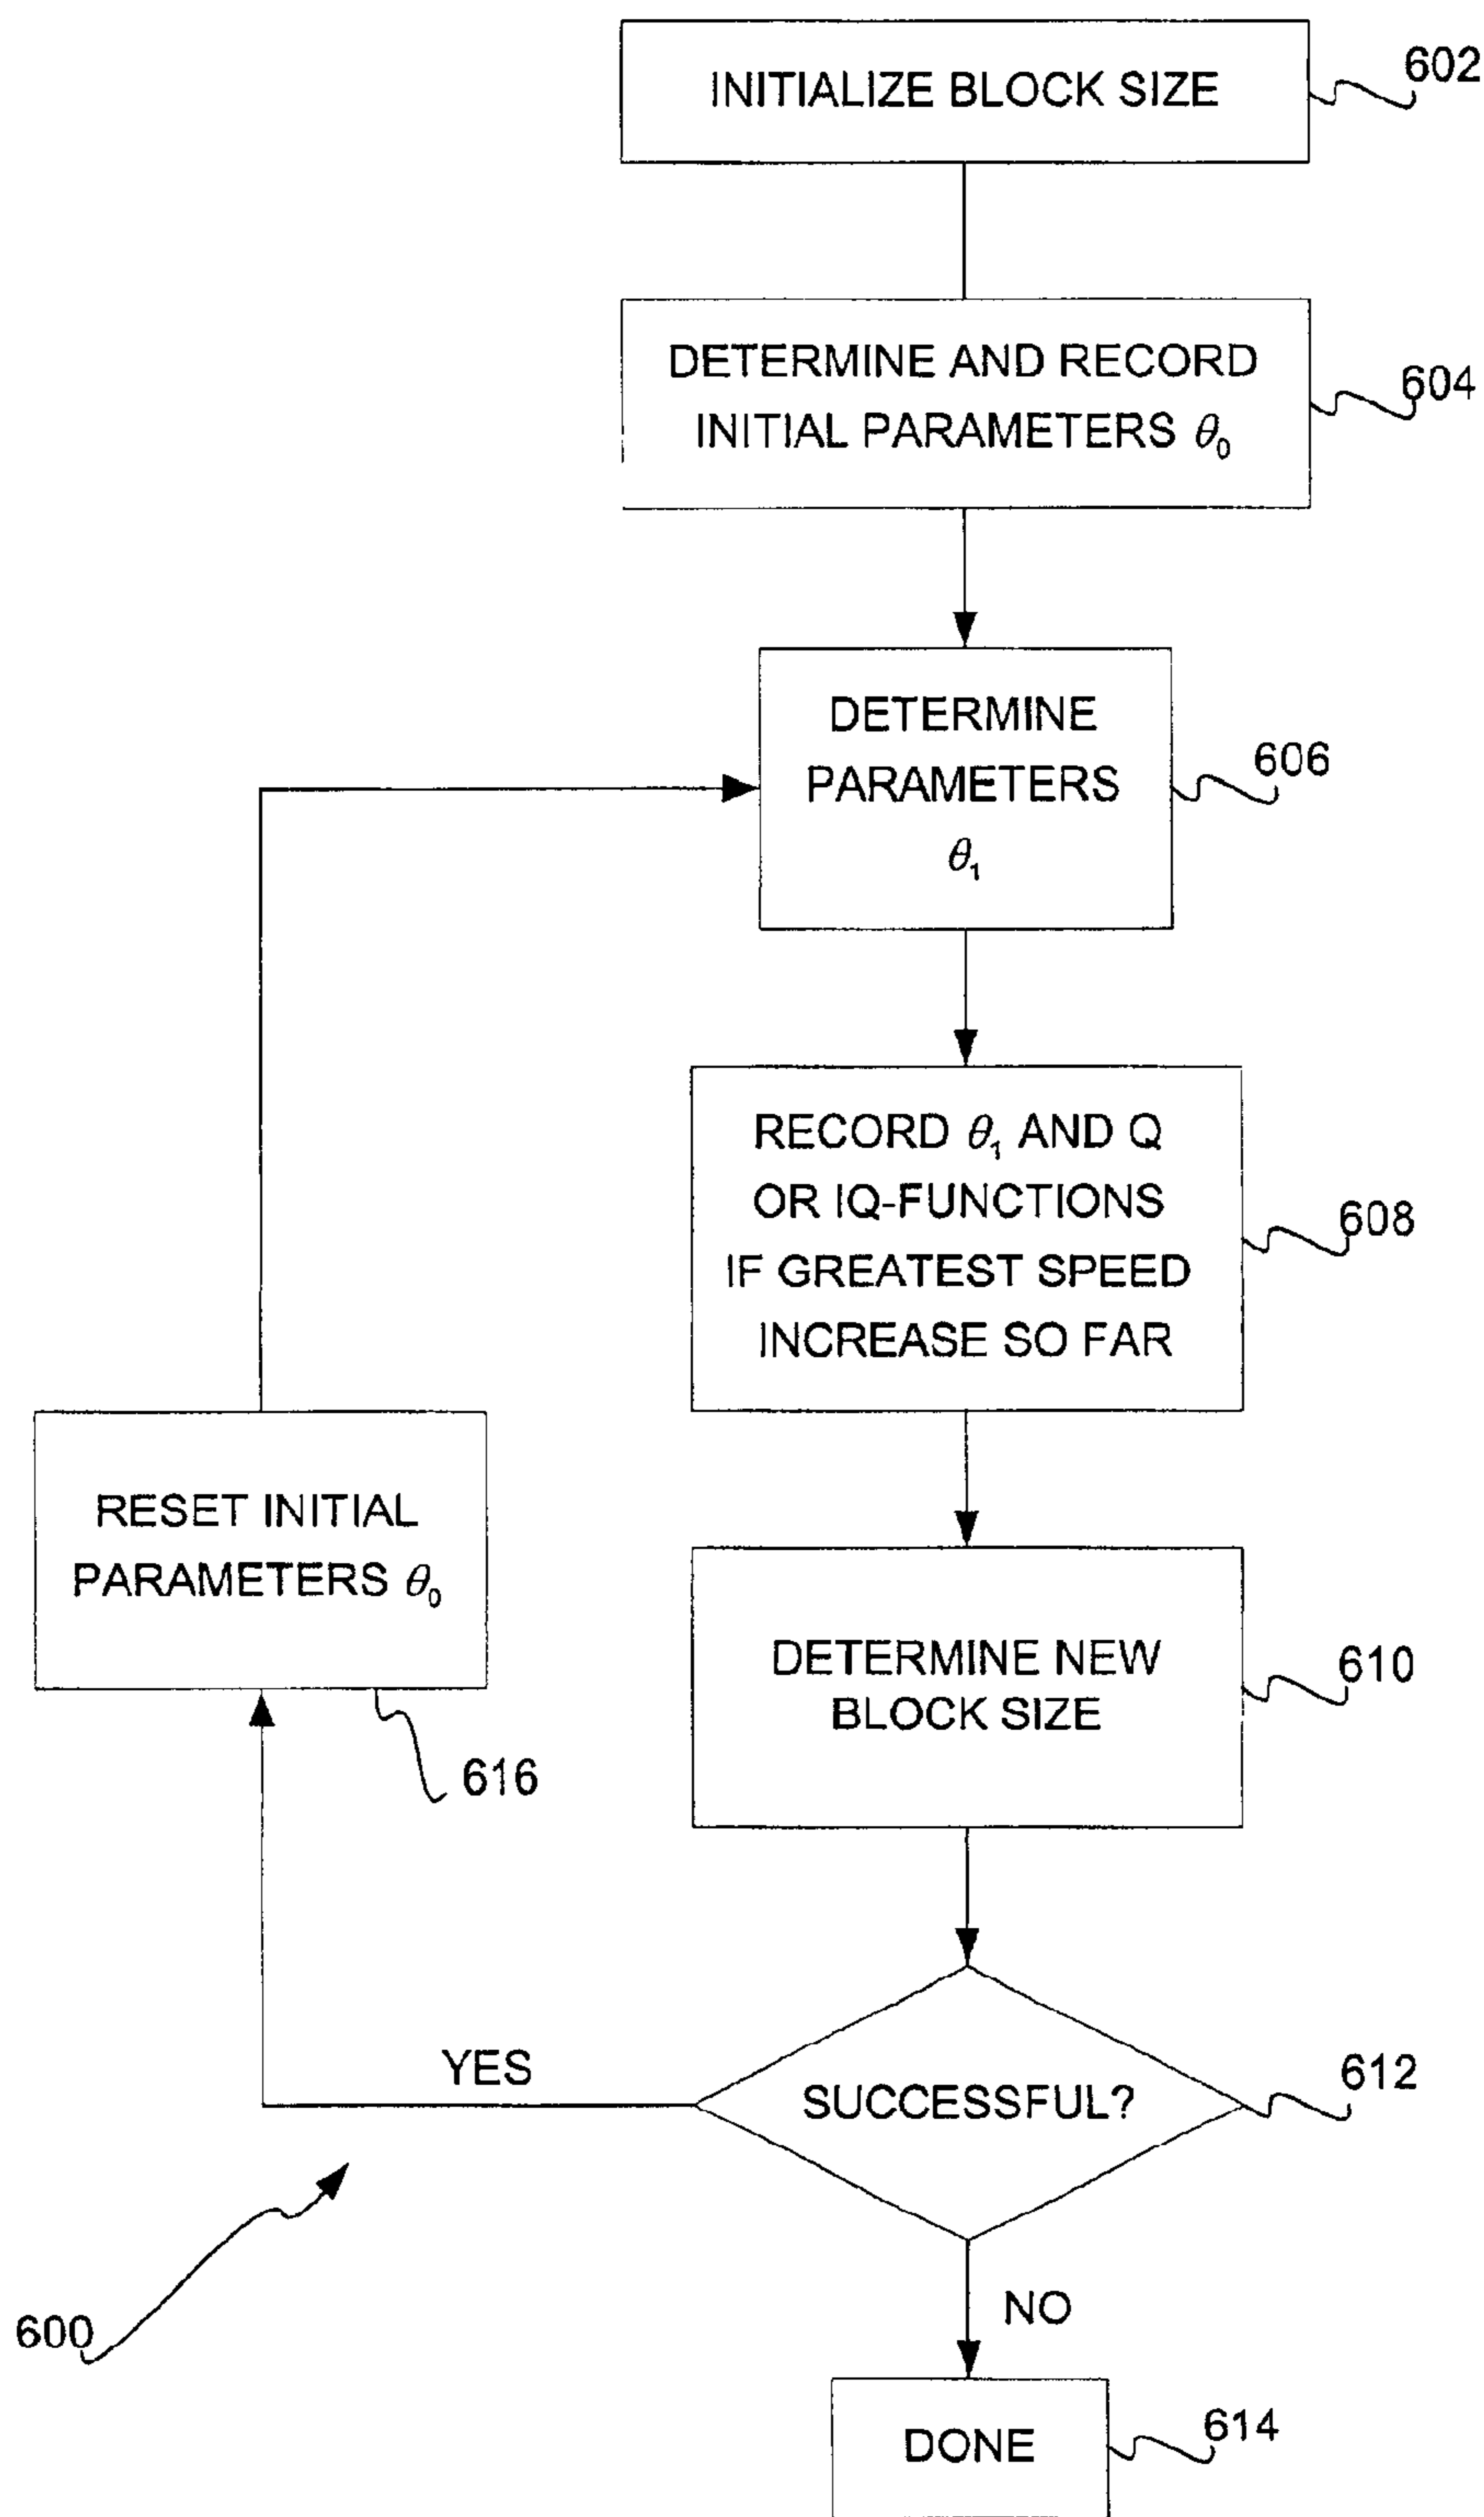 INITIALIZE BLOCK SIZE
602
DETERMINE AND RECORD
INITIAL PARAMETERS θ₀
604
DETERMINE
PARAMETERS
θ₁
606
RECORD θ₁ AND Q
OR IQ-FUNCTIONS
IF GREATEST SPEED
INCREASE SO FAR
608
RESET INITIAL
PARAMETERS θ₀
616
DETERMINE NEW
BLOCK SIZE
610
YES
SUCCESSFUL?
612
600
NO
DONE
614